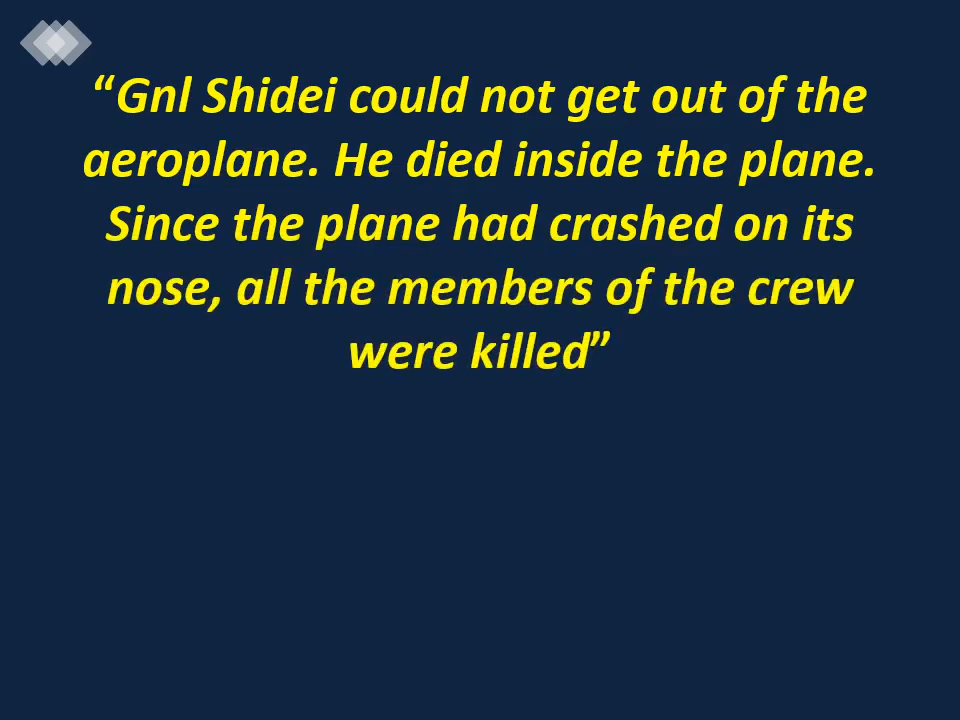 “Gnl Shidei could not get out of the
aeroplane. He died inside the plane.
Since the plane had crashed on its
nose, all the members of the crew
were killed”